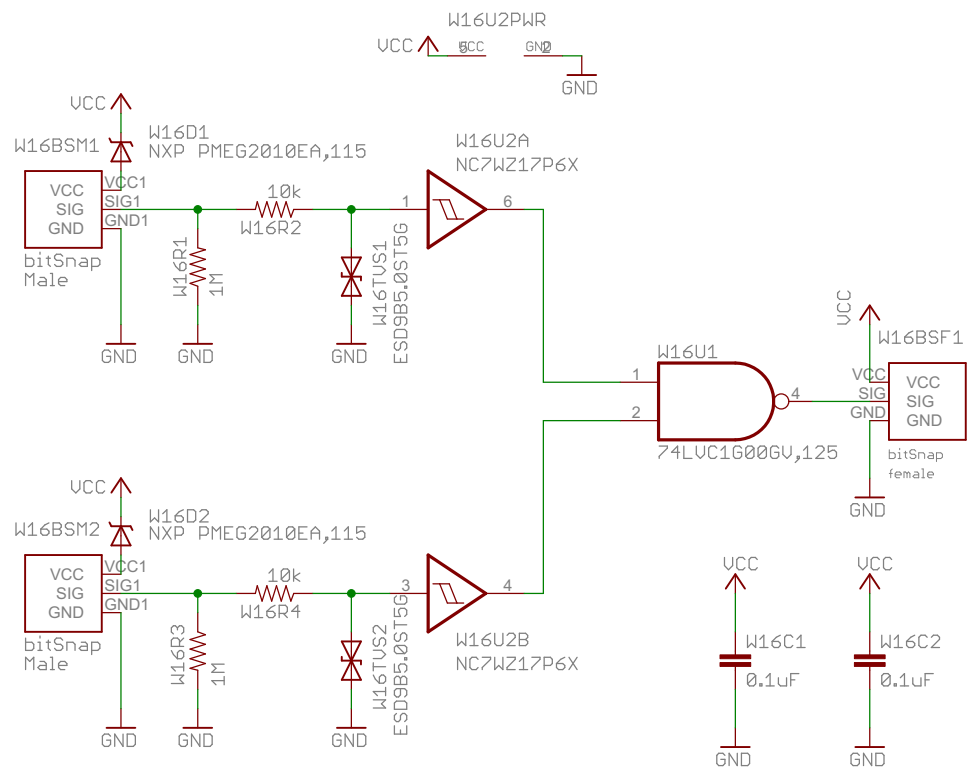 W16U2PWR
VCC
5
VCC
GND
2
GND
VCC
W16BSM1
W16D1
NXP PMEG2010EA,115
VCC
SIG
GND
VCC1
SIG1
GND1
bitSnap
Male
10k
W16R2
W16R1
1M
W16TVS1
ESD9B5.0ST5G
W16U2A
NC7WZ17P6X
1
6
GND
GND
GND
VCC
W16BSF1
W16U1
1
2
4
74LVC1G00GV,125
VCC
SIG
GND
VCC
SIG
GND
bitSnap
female
GND
VCC
W16BSM2
W16D2
NXP PMEG2010EA,115
VCC
SIG
GND
VCC1
SIG1
GND1
bitSnap
Male
10k
W16R4
W16R3
1M
W16TVS2
ESD9B5.0ST5G
3
4
W16U2B
NC7WZ17P6X
GND
GND
GND
VCC
W16C1
0.1uF
GND
VCC
W16C2
0.1uF
GND